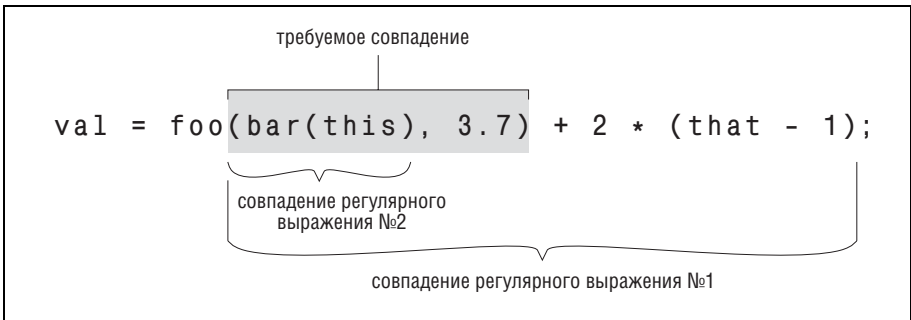 требуемое совпадение
val = foo(bar(this), 3.7) + 2 * (that - 1);
совпадение регулярного
выражения №2
совпадение регулярного выражения №1